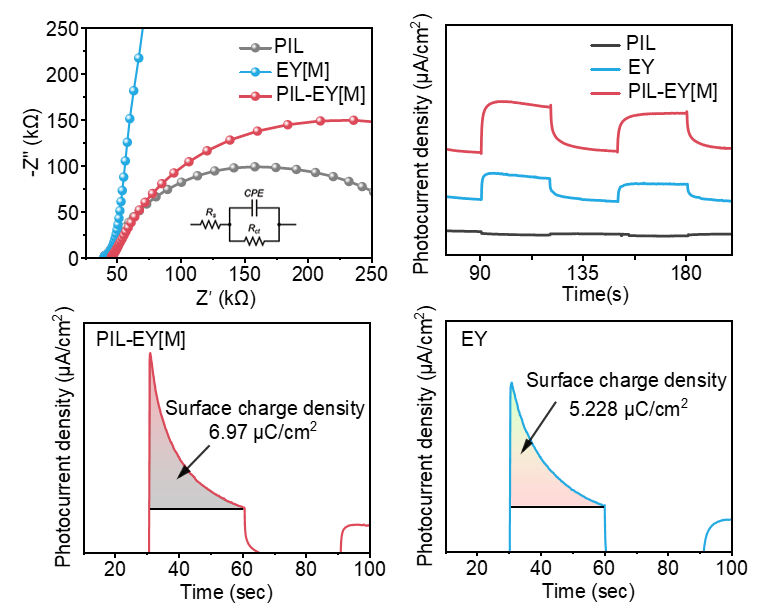 250
200
150
100
50
0
-Z″ (kΩ)
50
100
150
200
250
Z′ (kΩ)
PIL
EY[M]
PIL-EY[M]
CPE
Rs
Rct
Photocurrent density (μA/cm²)
PIL
EY
PIL-EY[M]
90
135
180
Time(s)
Photocurrent density (μA/cm²)
PIL-EY[M]
Surface charge density
6.97 μC/cm²
20
40
60
80
100
Time (sec)
Photocurrent density (μA/cm²)
EY
Surface charge density
5.228 μC/cm²
20
40
60
80
100
Time (sec)